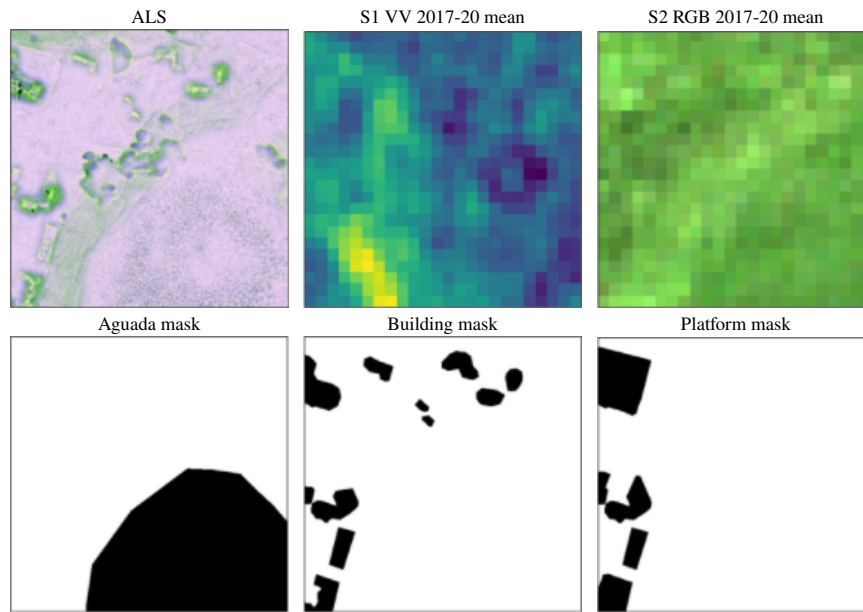 ALS
S1 VV 2017-20 mean
S2 RGB 2017-20 mean
Aguada mask
Building mask
Platform mask